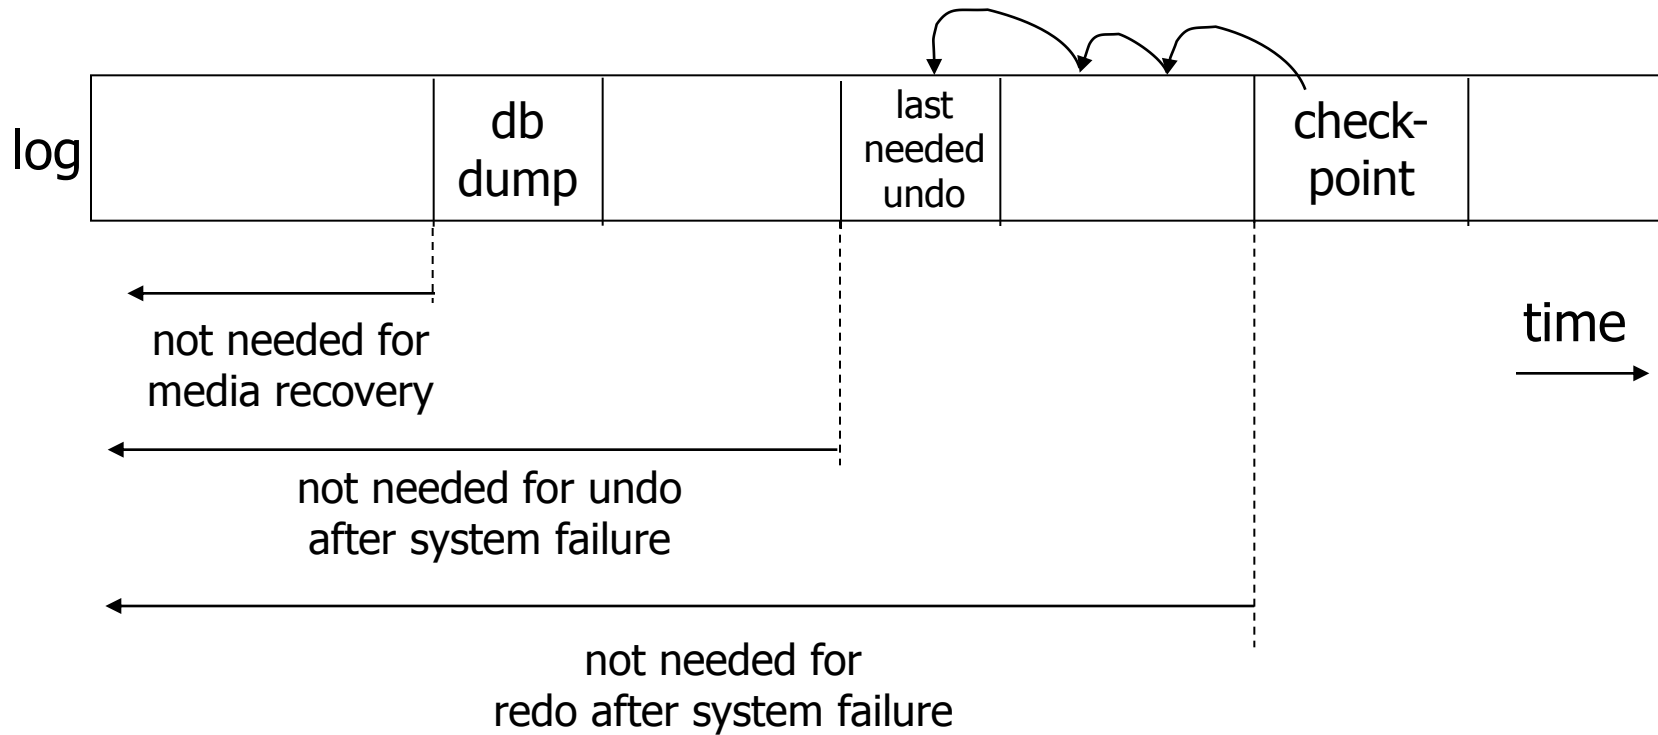 log
db
dump
last
needed
undo
check-
point
time
not needed for
media recovery
not needed for undo
after system failure
not needed for
redo after system failure